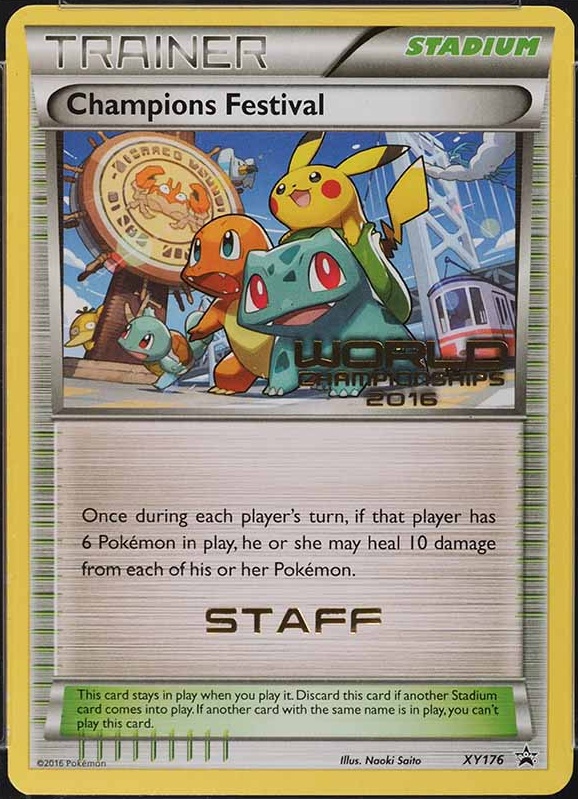 TRAINER
STADIUM
Champions Festival
WORLD
CHAMPIONSHIPS
2016
Once during each player's turn, if that player has
6 Pokémon in play, he or she may heal 10 damage
from each of his or her Pokémon.
STAFF
This card stays in play when you play it. Discard this card if another Stadium
card comes into play. If another card with the same name is in play, you can't
play this card.
©2016 Pokémon
Illus. Naoki Saito
XY176